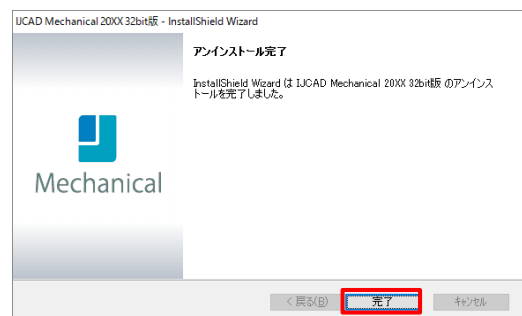 IJCAD Mechanical 20XX 32bit版 - InstallShield Wizard
アンインストール完了
InstallShield Wizard は IJCAD Mechanical 20XX 32bit版 のアンインス
トールを完了しました。
Mechanical
< 戻る(B)
完了
キャンセル